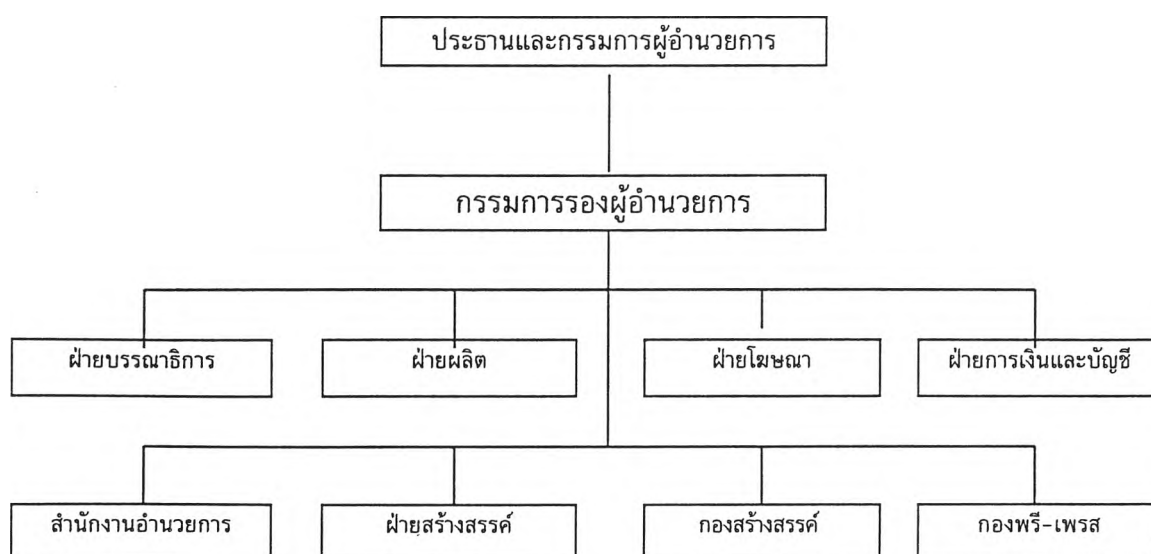 ประธานและกรรมการผู้อำนวยการ
กรรมการรองผู้อำนวยการ
ฝ่ายบรรณาธิการ
ฝ่ายผลิต
ฝ่ายโฆษณา
ฝ่ายการเงินและบัญชี
สำนักงานอำนวยการ
ฝ่ายสร้างสรรค์
กองสร้างสรรค์
กองพรี-เพรส